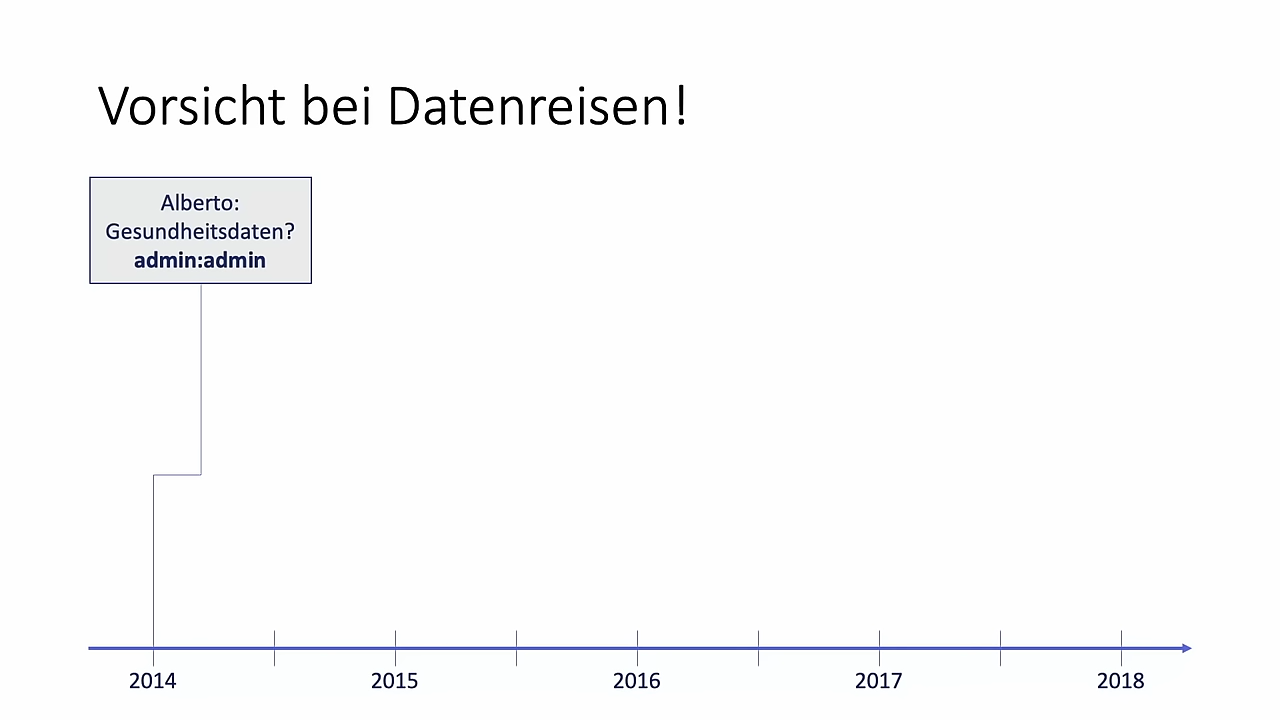 Vorsicht bei Datenreisen!
Alberto:
Gesundheitsdaten?
admin:admin
2014 2015 2016 2017 2018